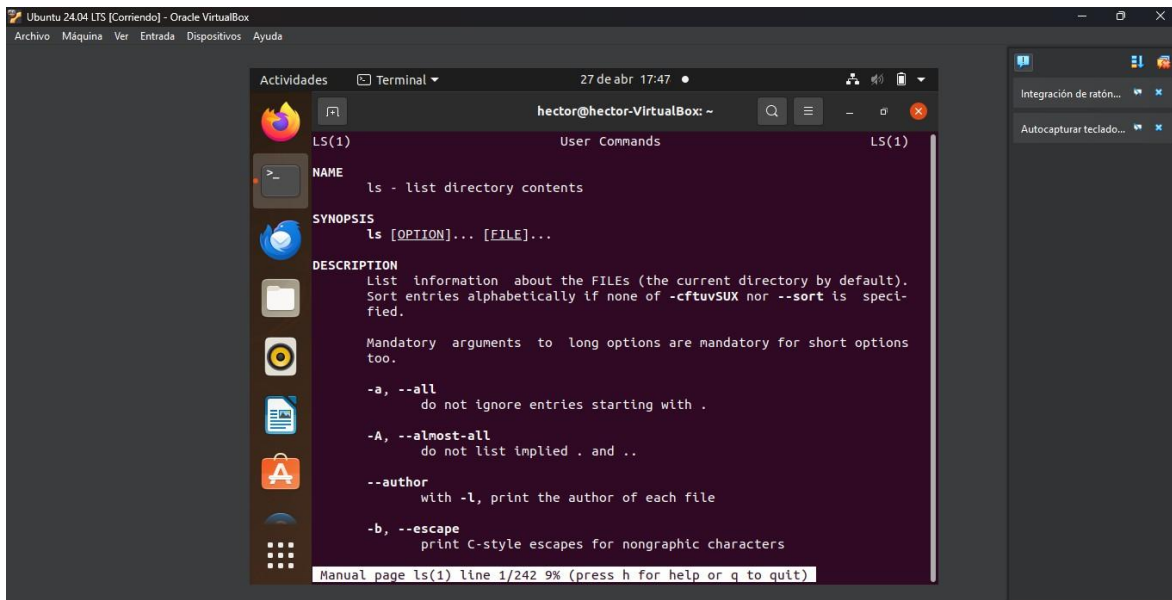 Ubuntu 24.04 LTS [Corriendo] - Oracle VirtualBox
Archivo Máquina Ver Entrada Dispositivos Ayuda
Actividades Terminal 27 de abr 17:47
hector@hector-VirtualBox: ~
LS(1) User Commands LS(1)
NAME
ls - list directory contents
SYNOPSIS
ls [OPTION]... [FILE]...
DESCRIPTION
List information about the FILEs (the current directory by default).
Sort entries alphabetically if none of -cftuvSUX nor --sort is speci-
fied.
Mandatory arguments to long options are mandatory for short options
too.
-a, --all
do not ignore entries starting with .
-A, --almost-all
do not list implied . and ..
--author
with -l, print the author of each file
-b, --escape
print C-style escapes for nongraphic characters
Manual page ls(1) line 1/242 9% (press h for help or q to quit)
Integración de ratón...
Autocapturar teclado...